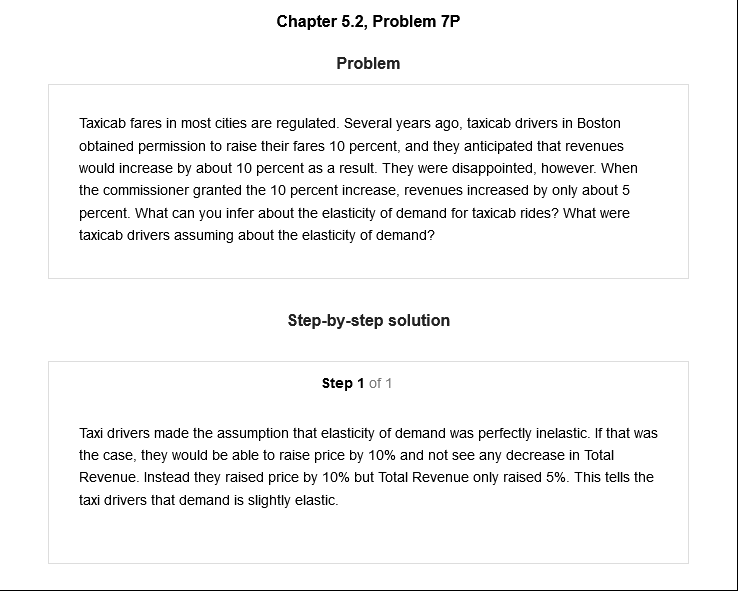 Chapter 5.2, Problem 7P
Problem
Taxicab fares in most cities are regulated. Several years ago, taxicab drivers in Boston
obtained permission to raise their fares 10 percent, and they anticipated that revenues
would increase by about 10 percent as a result. They were disappointed, however. When
the commissioner granted the 10 percent increase, revenues increased by only about 5
percent. What can you infer about the elasticity of demand for taxicab rides? What were
taxicab drivers assuming about the elasticity of demand?
Step-by-step solution
Step 1 of 1
Taxi drivers made the assumption that elasticity of demand was perfectly inelastic. If that was
the case, they would be able to raise price by 10% and not see any decrease in Total
Revenue. Instead they raised price by 10% but Total Revenue only raised 5%. This tells the
taxi drivers that demand is slightly elastic.